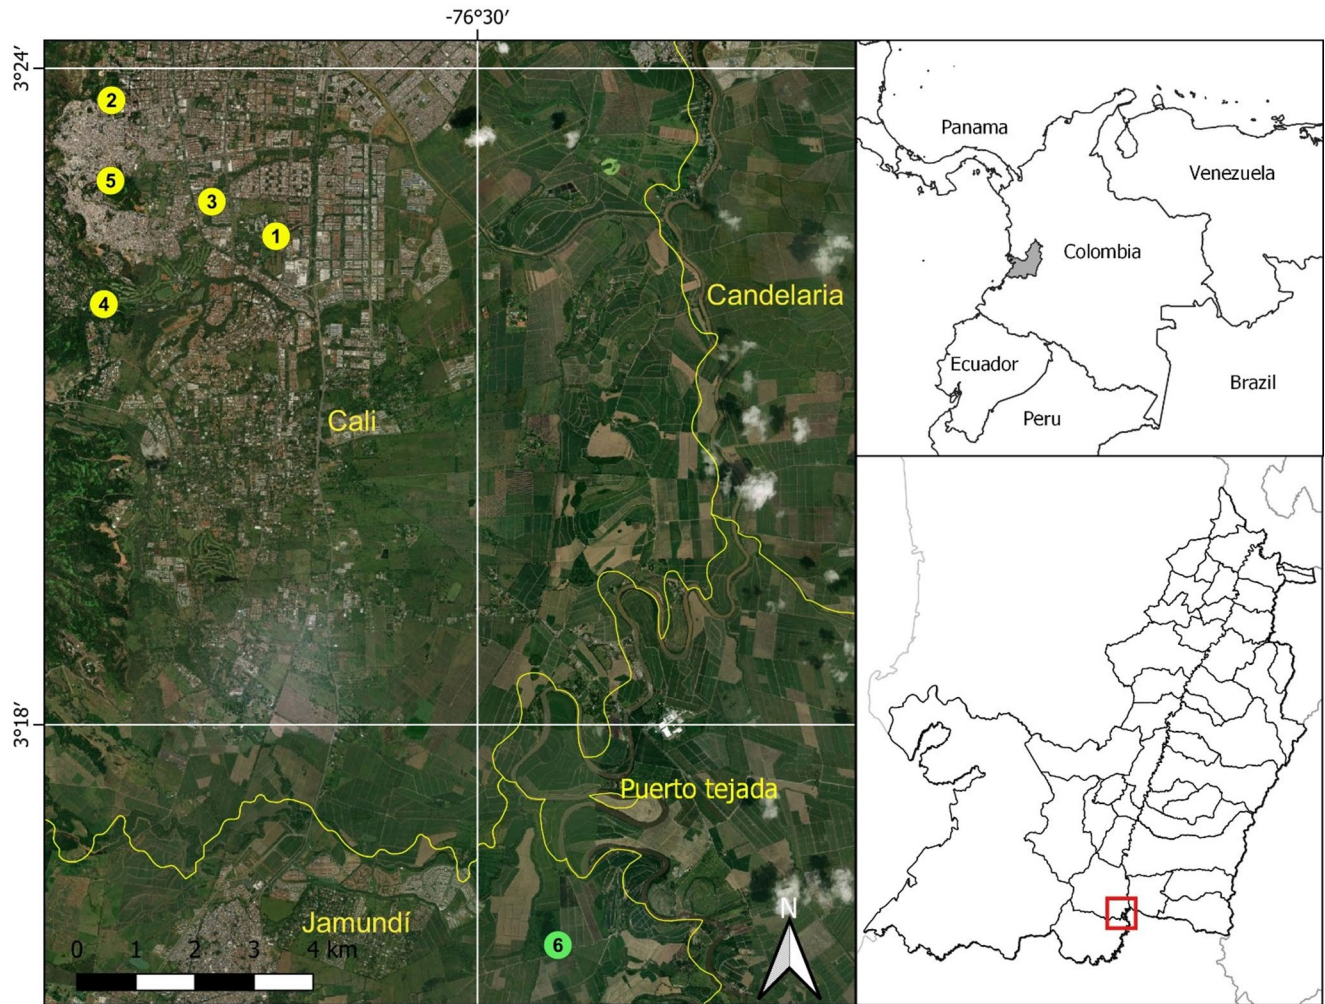 -76°30′
3°24′
2
5
3
1
4
Candelaria
Cali
3°18′
Puerto tejada
Jamundí
N
0 1 2 3 4 km
6
Panama
Venezuela
Colombia
Ecuador
Peru
Brazil